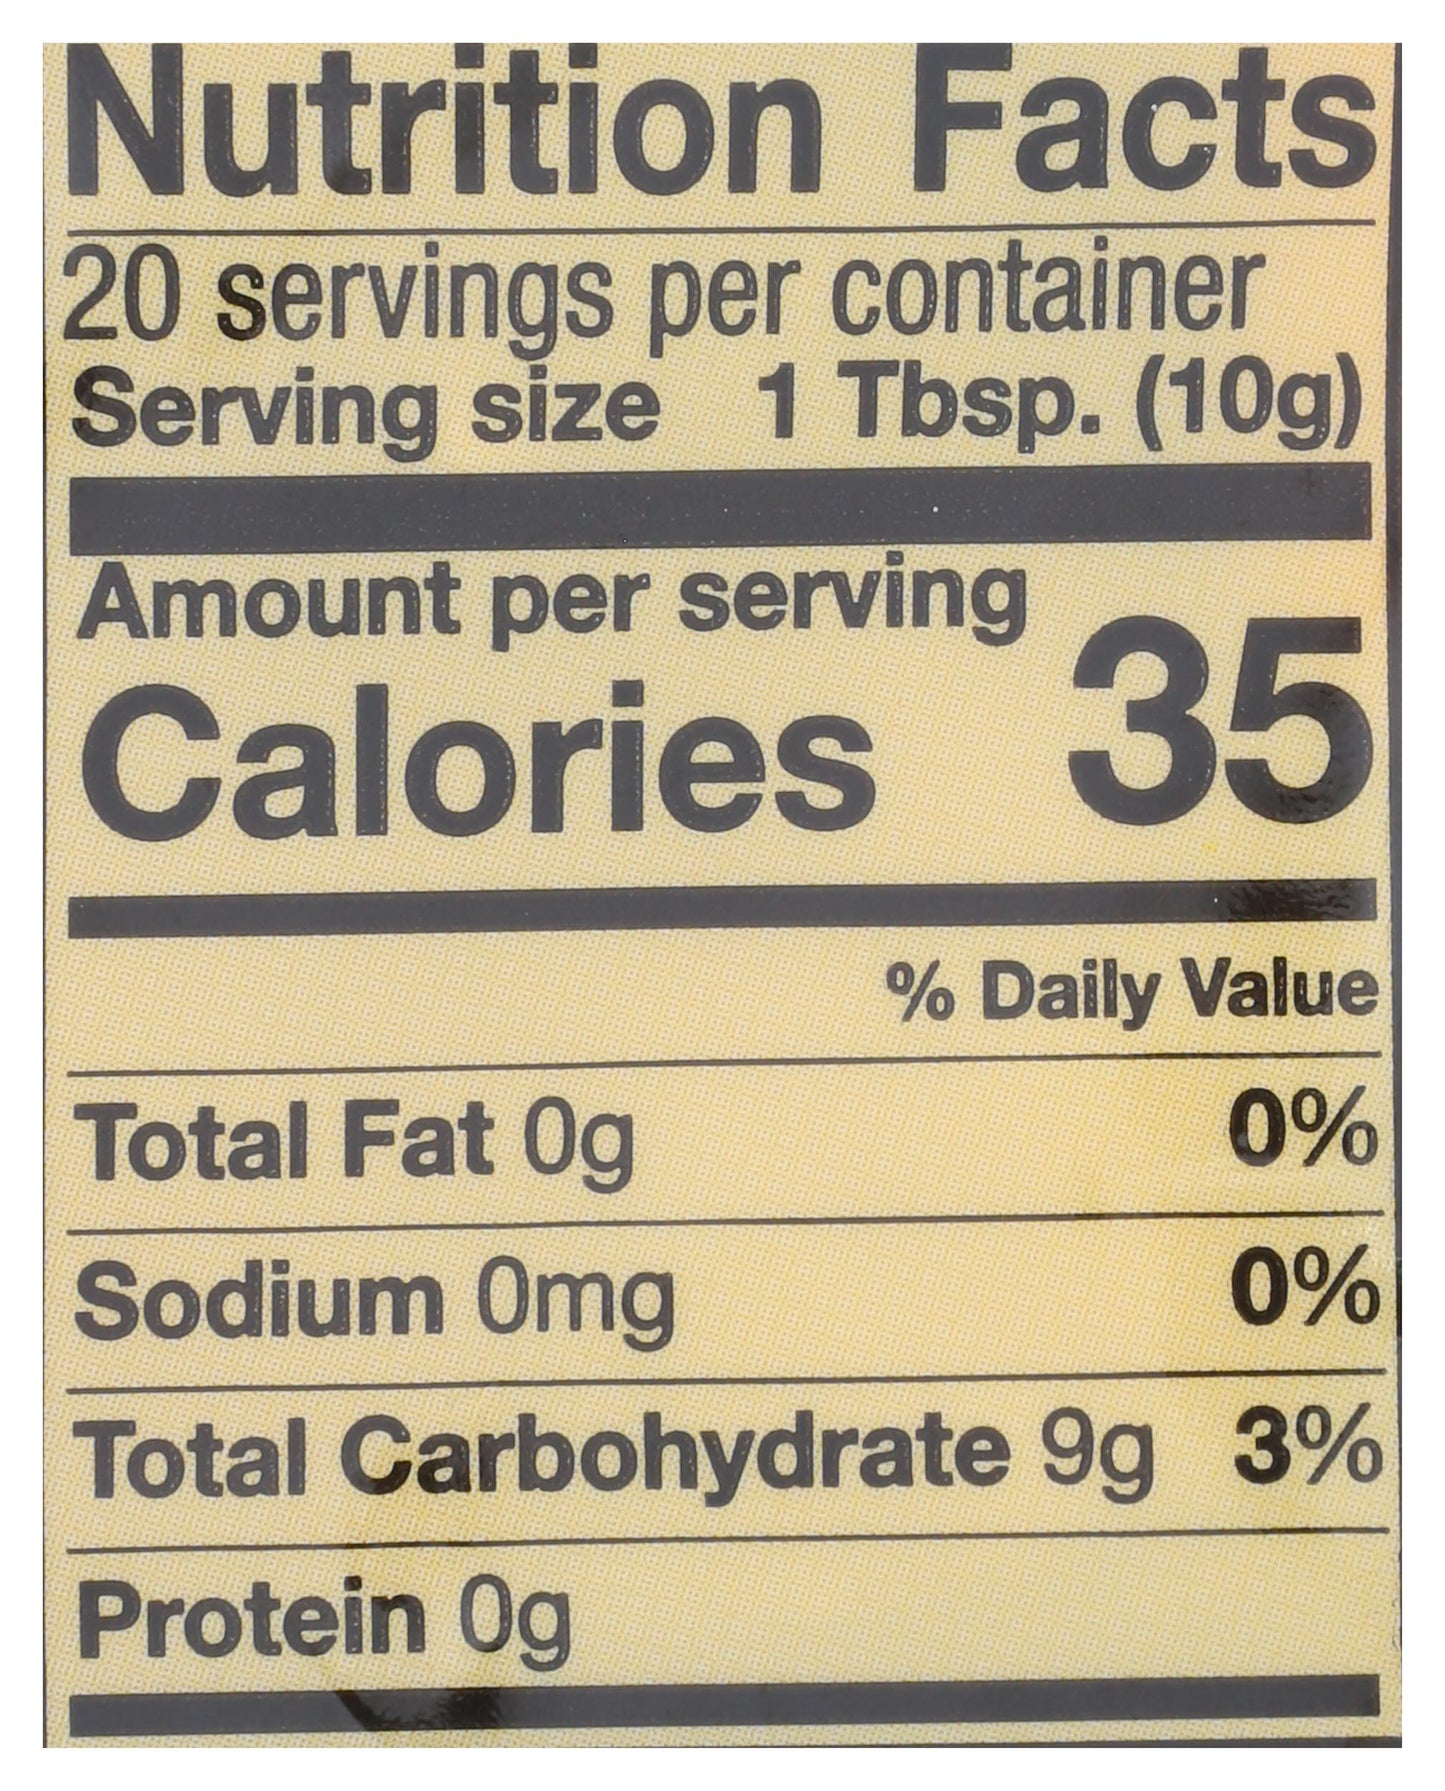 Nutrition Facts
20 servings per container
Serving size 1 Tbsp. (10g)
Amount per serving
Calories 35
% Daily Value
Total Fat 0g 0%
Sodium 0mg 0%
Total Carbohydrate 9g 3%
Protein 0g